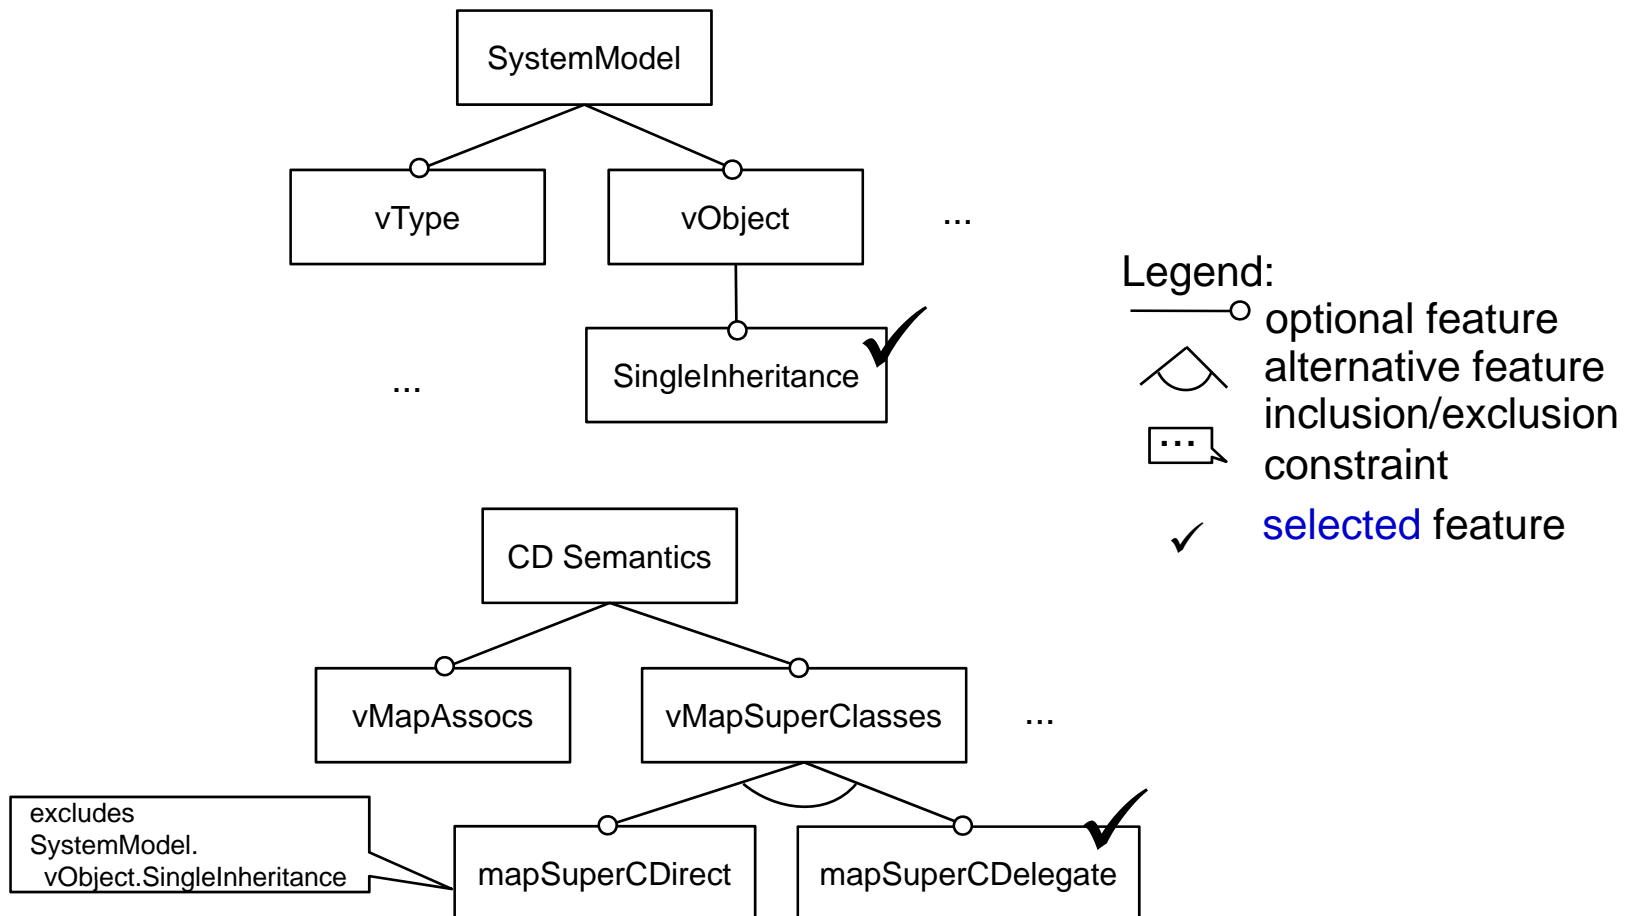 SystemModel
vType
vObject
...
SingleInheritance
...
Legend:
optional feature
alternative feature
inclusion/exclusion
...
constraint
selected feature
CD Semantics
vMapAssocs
vMapSuperClasses
...
excludes
SystemModel.
vObject.SingleInheritance
mapSuperCDirect
mapSuperCDelegate